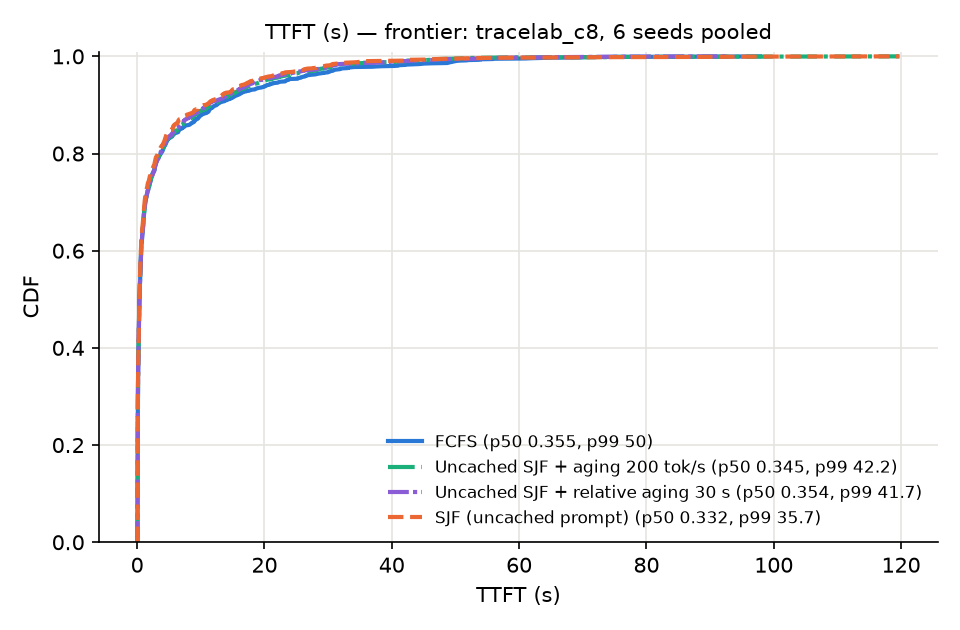 TTFT (s) — frontier: tracelab_c8, 6 seeds pooled
1.0
0.8
0.6
0.4
0.2
0.0
CDF
FCFS (p50 0.355, p99 50)
Uncached SJF + aging 200 tok/s (p50 0.345, p99 42.2)
Uncached SJF + relative aging 30 s (p50 0.354, p99 41.7)
SJF (uncached prompt) (p50 0.332, p99 35.7)
0 20 40 60 80 100 120
TTFT (s)